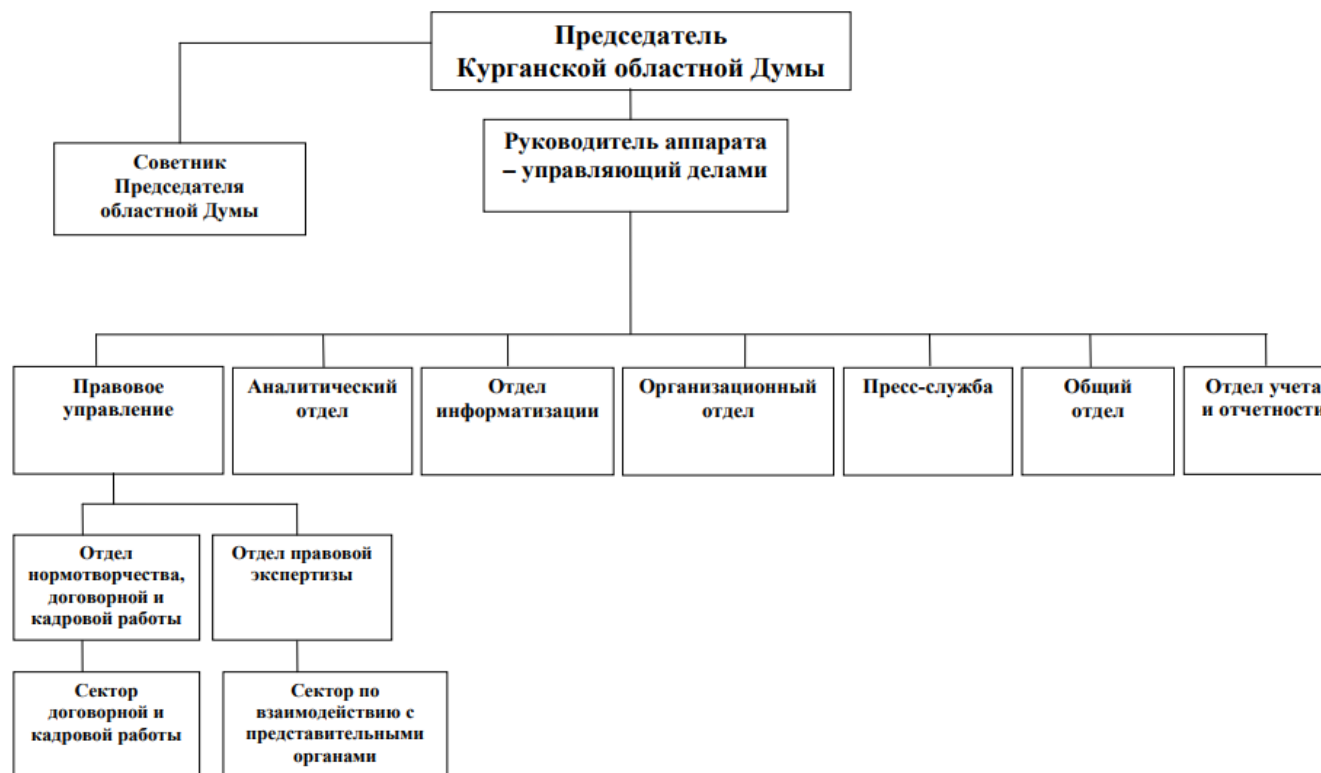 Председатель
Курганской областной Думы
Руководитель аппарата
– управляющий делами
Советник
Председателя
областной Думы
Правовое
управление
Аналитический
отдел
Отдел
информатизации
Организационный
отдел
Пресс-служба
Общий
отдел
Отдел учета
и отчетности
Отдел
нормотворчества,
договорной и
кадровой работы
Отдел правовой
экспертизы
Сектор
договорной и
кадровой работы
Сектор по
взаимодействию с
представительными
органами